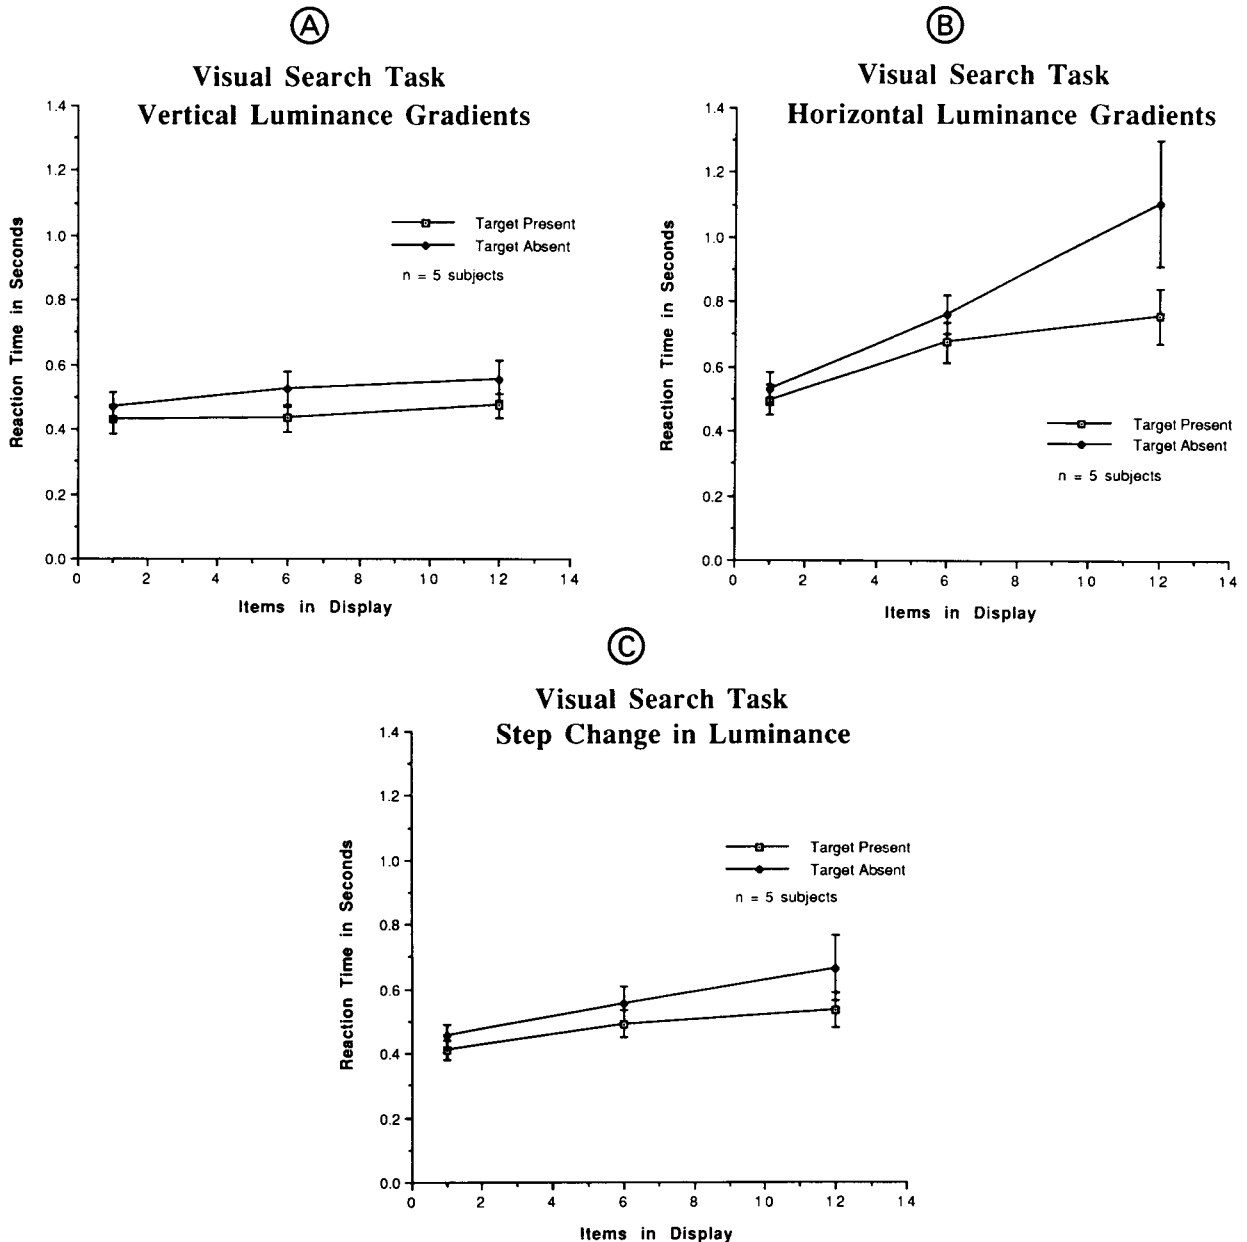 A
Visual Search Task
Vertical Luminance Gradients
1.4
1.2
1.0
0.8
0.6
0.4
0.2
0.0
Reaction Time in Seconds
Target Present
Target Absent
n = 5 subjects
0 2 4 6 8 10 12 14
Items in Display
B
Visual Search Task
Horizontal Luminance Gradients
1.4
1.2
1.0
0.8
0.6
0.4
0.2
0.0
Reaction Time in Seconds
Target Present
Target Absent
n = 5 subjects
0 2 4 6 8 10 12 14
Items in Display
C
Visual Search Task
Step Change in Luminance
1.4
1.2
1.0
0.8
0.6
0.4
0.2
0.0
Reaction Time in Seconds
Target Present
Target Absent
n = 5 subjects
0 2 4 6 8 10 12 14
Items in Display